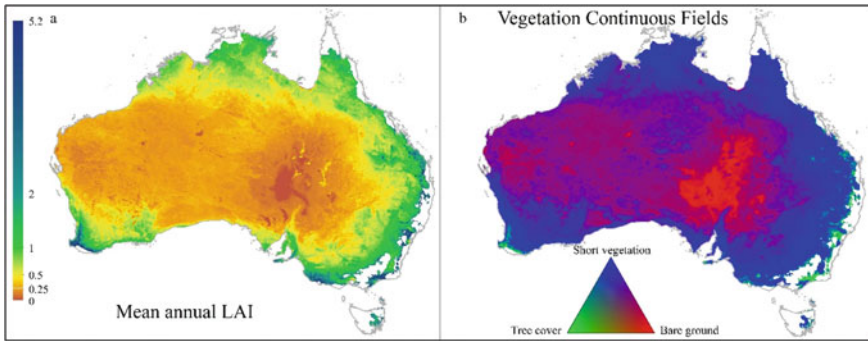 5.2
a
2
1
0.5
0.25
0
Mean annual LAI
b
Vegetation Continuous Fields
Short vegetation
Tree cover
Bare ground